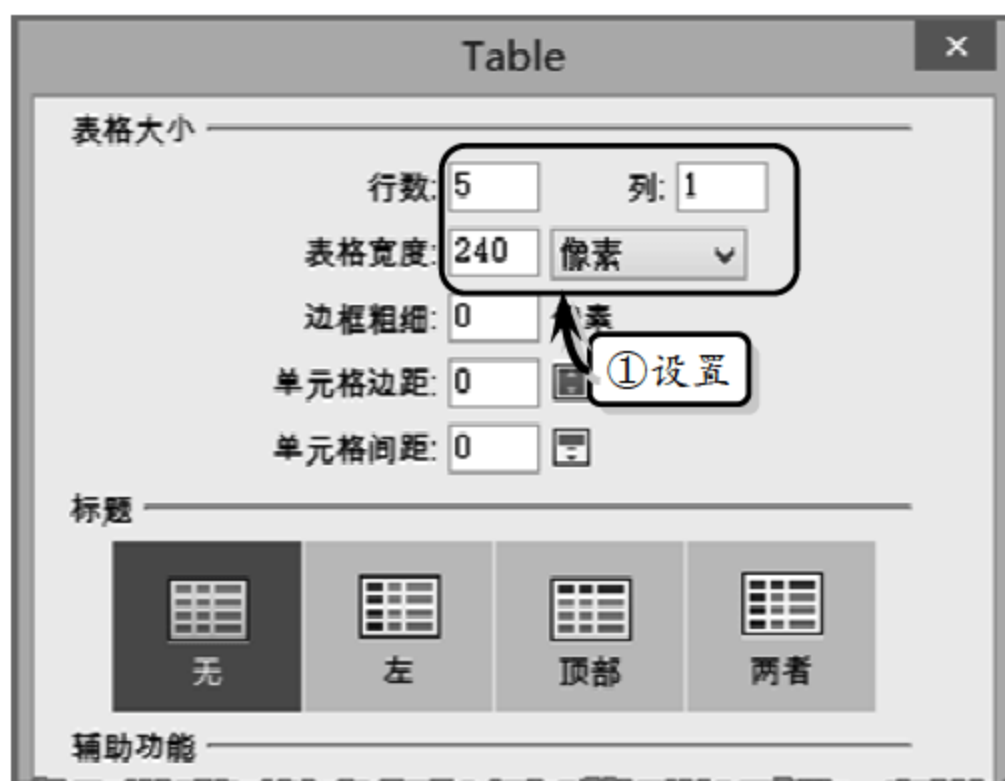 Table
表格大小
行数: 5 列: 1
表格宽度: 240 像素
边框粗细: 0 素
单元格边距: 0
①设置
单元格间距: 0
标题
无 左 顶部 两者
辅助功能